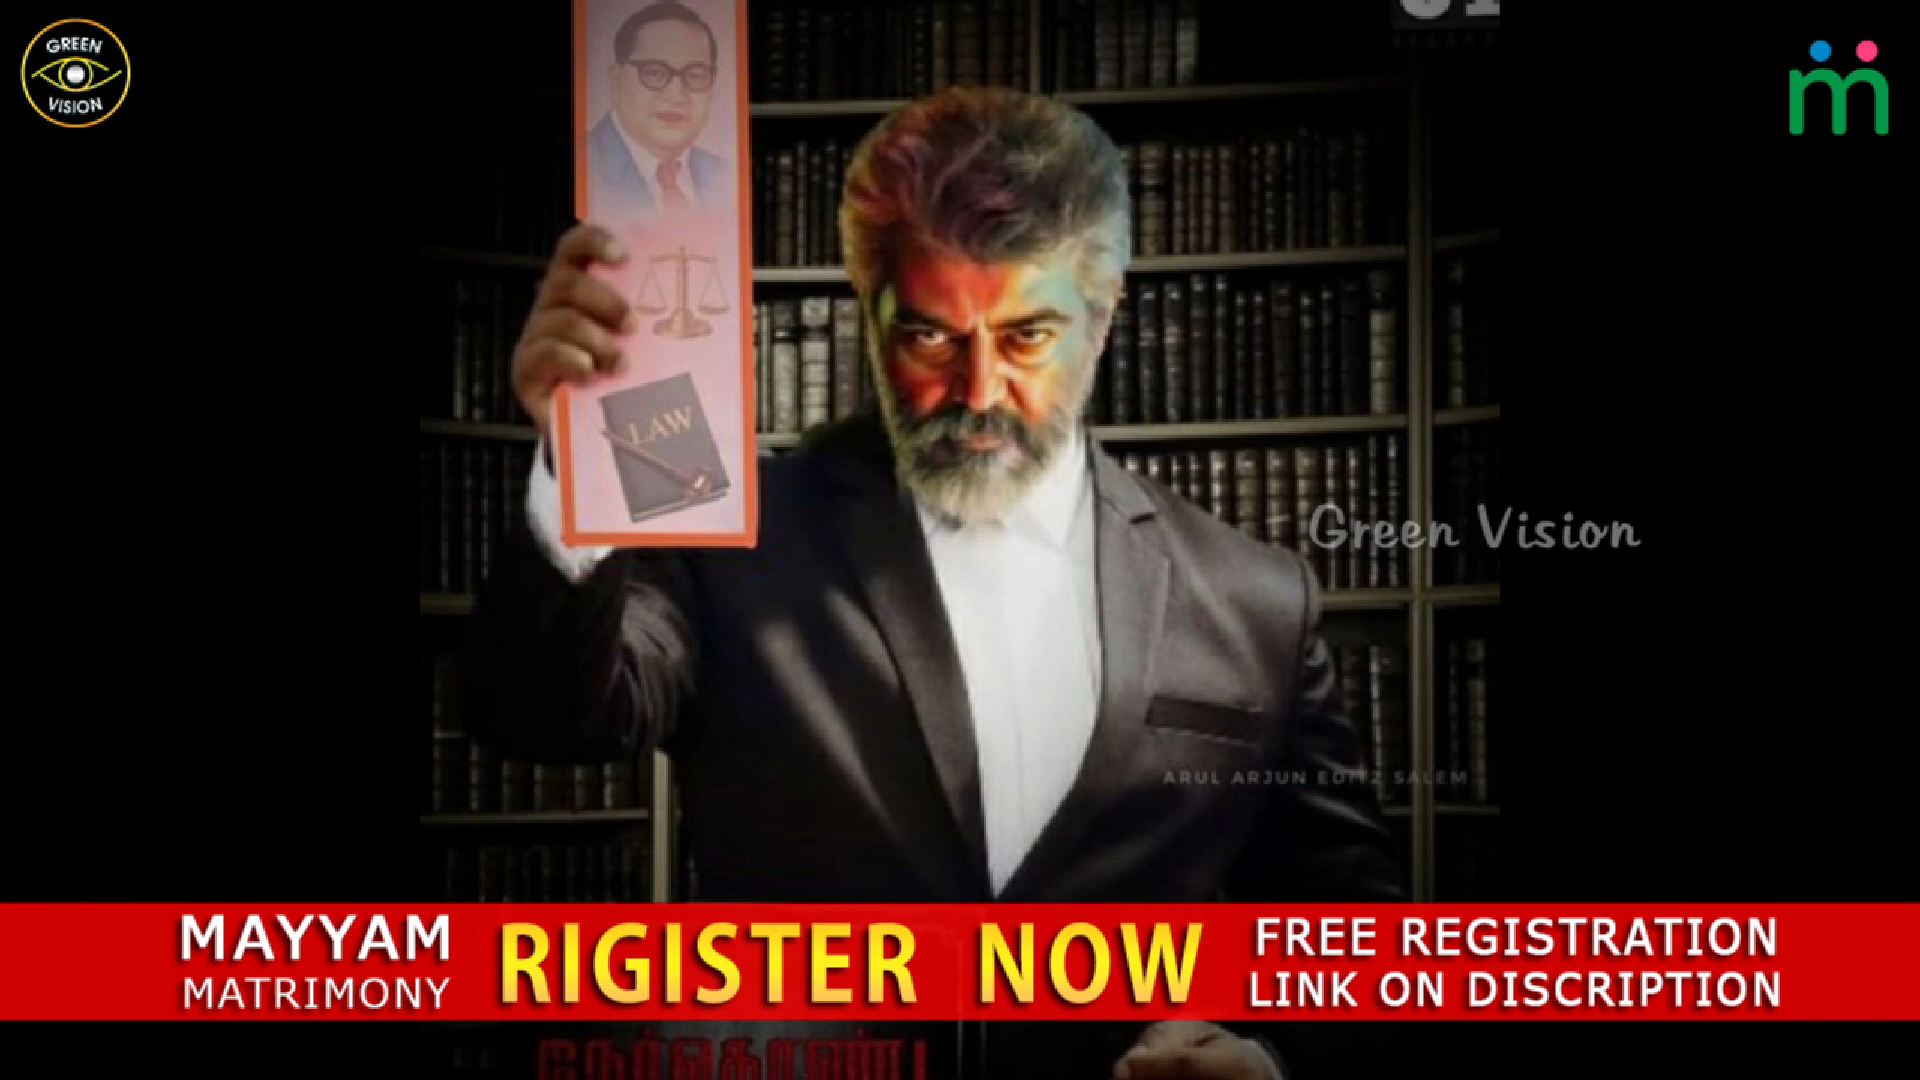 GREEN
VISION
LAW
Green Vision
ARUL ARJUN EDITZ SALEM
MAYYAM
MATRIMONY
RIGISTER NOW
FREE REGISTRATION
LINK ON DISCRIPTION